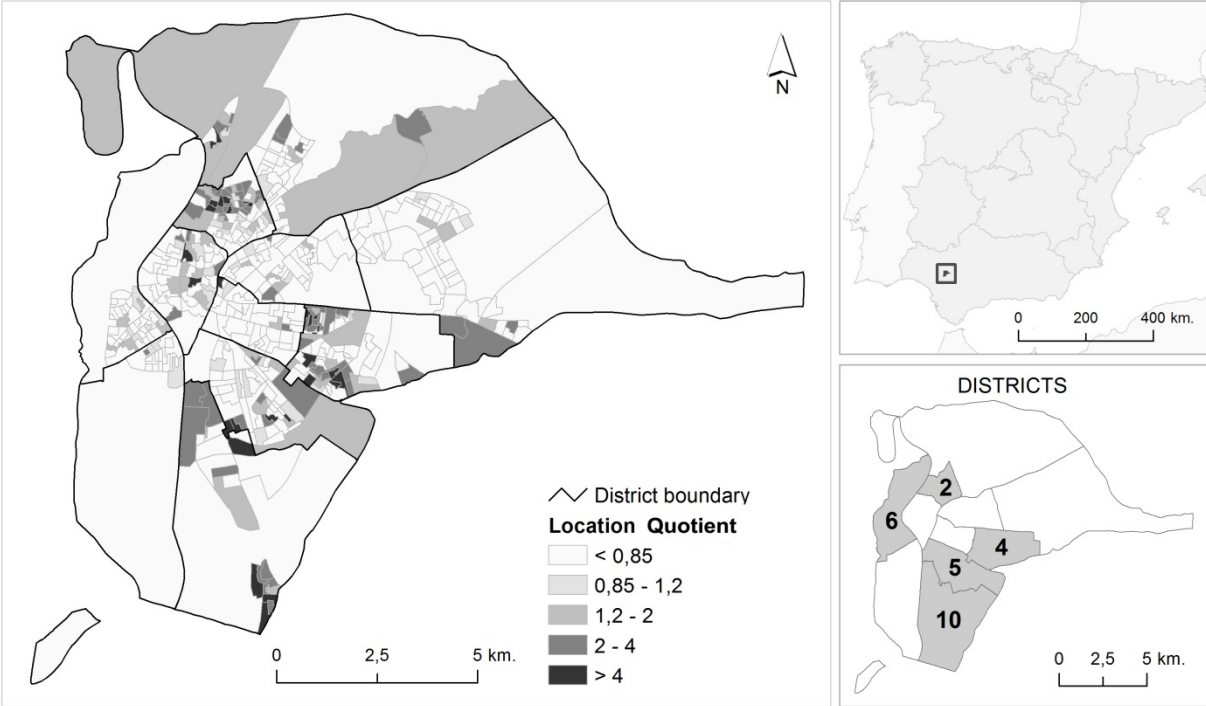 N
District boundary
Location Quotient
< 0,85
0,85 - 1,2
1,2 - 2
2 - 4
> 4
0 2,5 5 km.
0 200 400 km.
DISTRICTS
2
6
4
5
10
0 2,5 5 km.